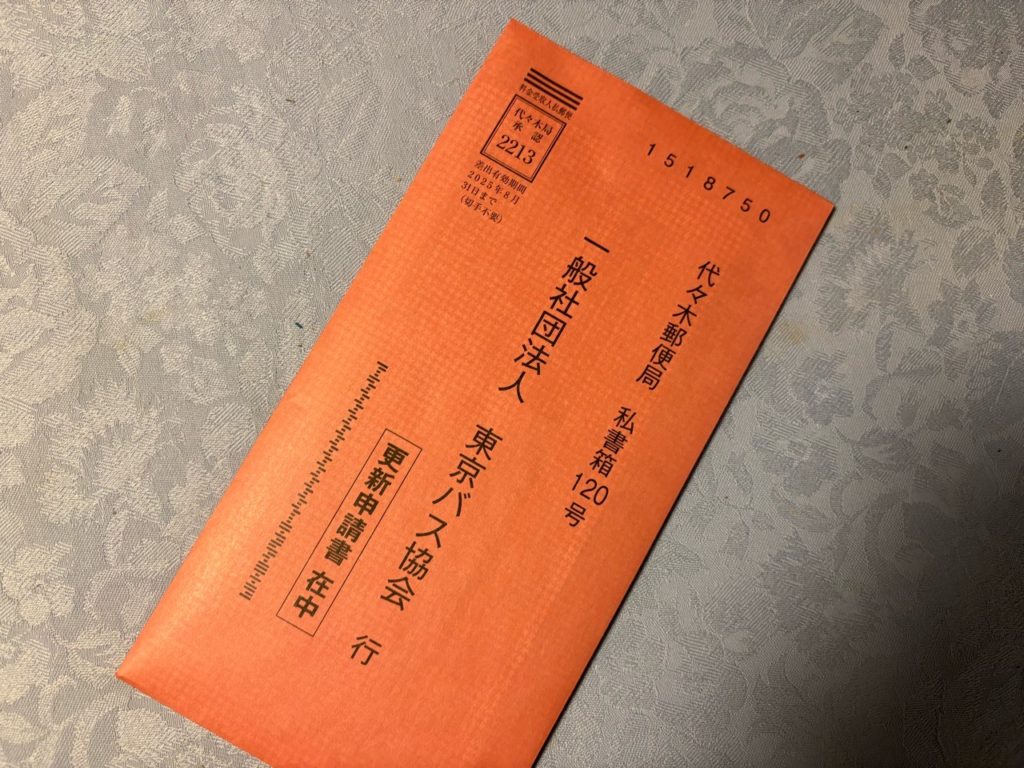 料金受取人払郵便
代々木局
承認
2213
差出有効期間
2025年8月
31日まで
(切手不要)
1518750
代々木郵便局 私書箱120号
一般社団法人 東京バス協会 行
更新申請書 在中